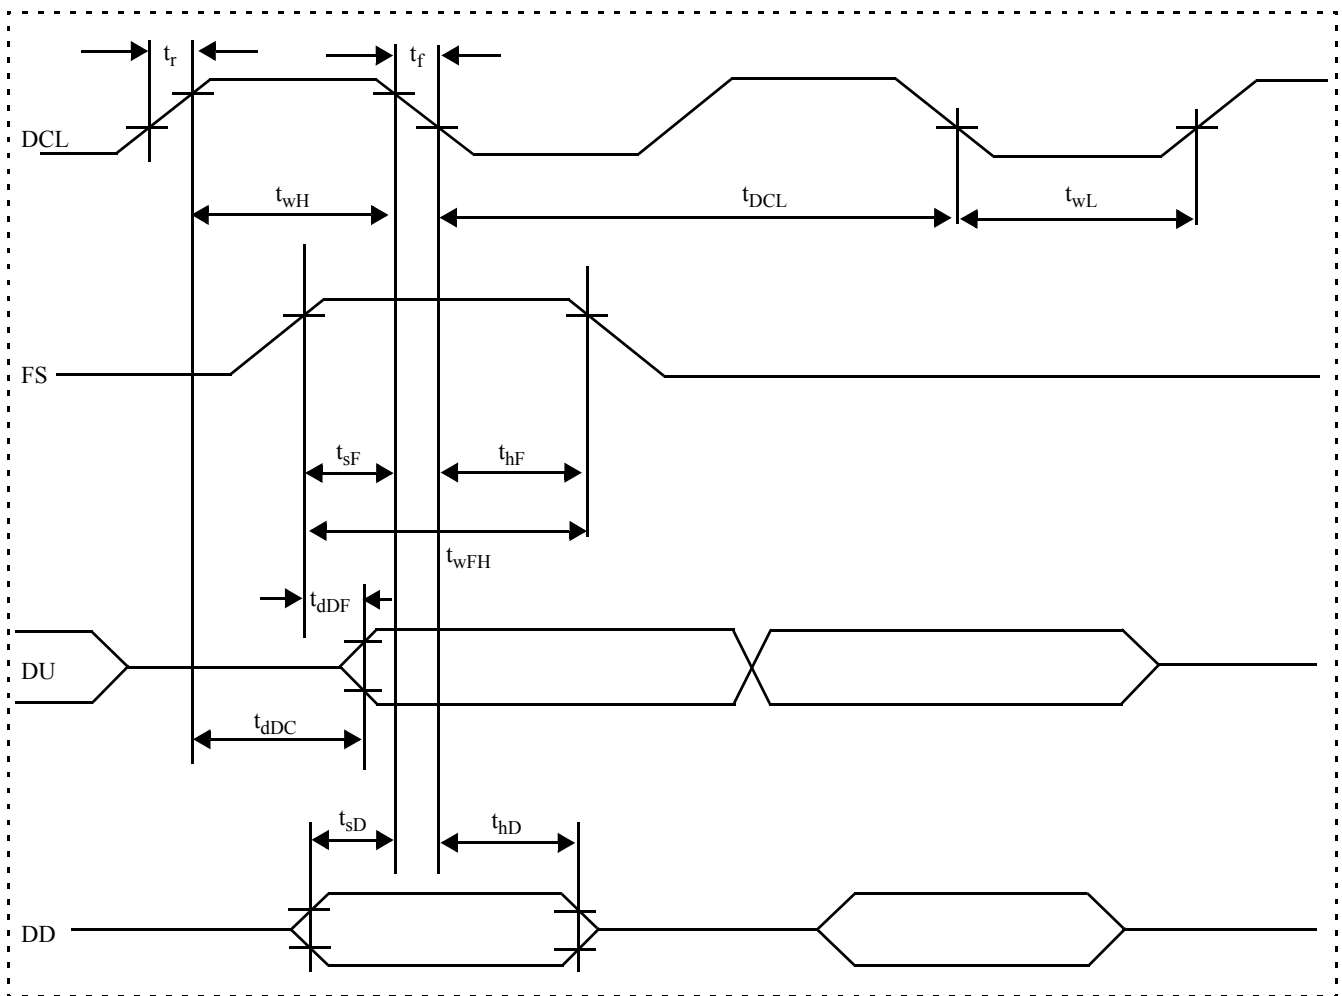 tr
tf
DCL
twH
tDCL
twL
FS
tsF
thF
twFH
tdDF
DU
tdDC
tsD
thD
DD